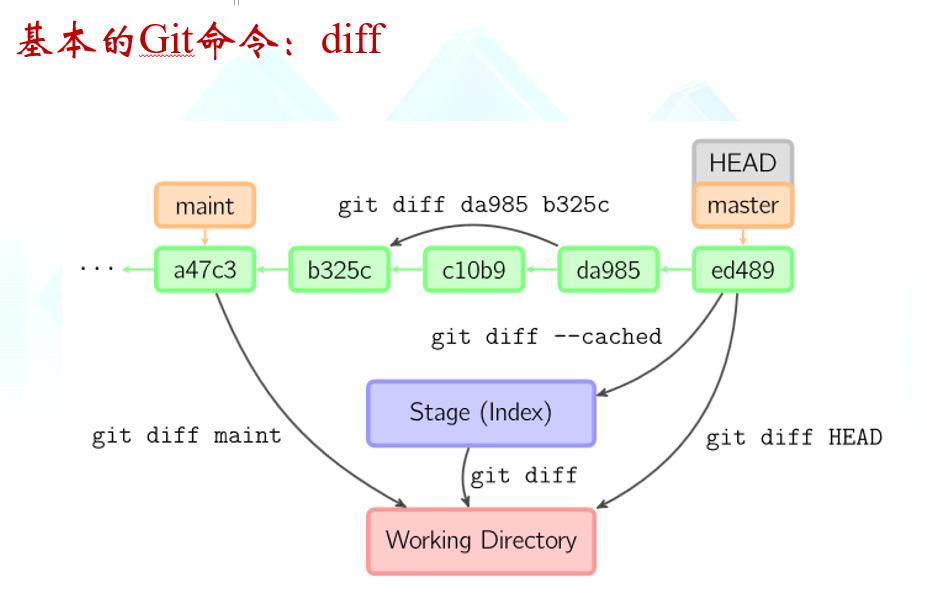 基本的Git命令：diff
HEAD
maint
git diff da985 b325c
master
...
a47c3
b325c
c10b9
da985
ed489
git diff --cached
Stage (Index)
git diff maint
git diff HEAD
git diff
Working Directory